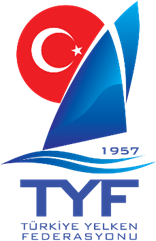 1957
TYF
TÜRKİYE YELKEN
FEDERASYONU